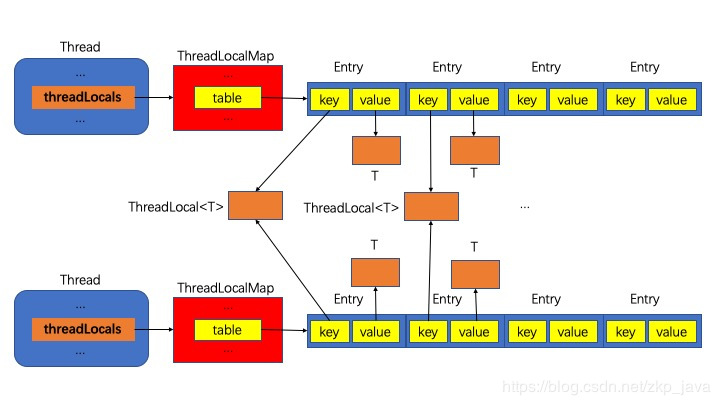 Thread
ThreadLocalMap
Entry Entry Entry Entry
...
...
threadLocals
table
key value key value key value key value
...
...
T
T
ThreadLocal<T>
ThreadLocal<T>
...
T
T
Thread
ThreadLocalMap
Entry Entry Entry Entry
...
...
threadLocals
table
key value key value key value key value
...
...
https://blog.csdn.net/zkp_java